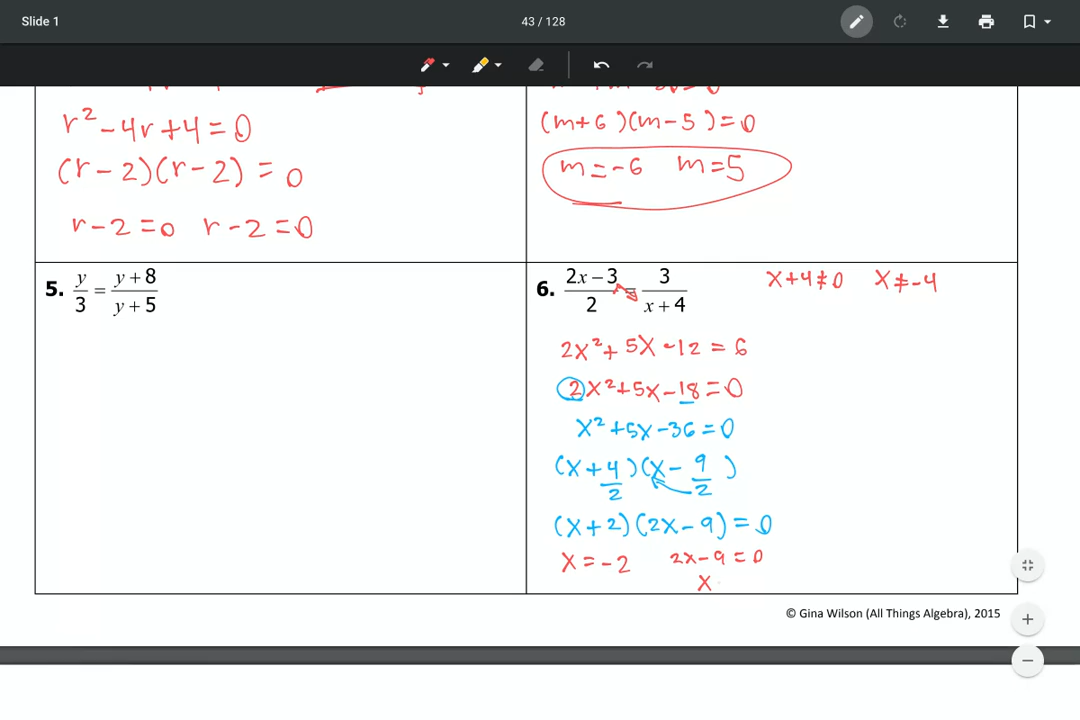 Slide 1
43 / 128
r² - 4r + 4 = 0
(r - 2)(r - 2) = 0
r - 2 = 0 r - 2 = 0
(m + 6)(m - 5) = 0
m = -6 m = 5
5. y/3 = (y + 8)/(y + 5)
6. (2x - 3)/2 = 3/(x + 4) x + 4 ≠ 0 x ≠ -4
2x² + 5x - 12 = 6
2x² + 5x - 18 = 0
x² + 5x - 36 = 0
(x + 4/2)(x - 9/2)
(x + 2)(2x - 9) = 0
x = -2 2x - 9 = 0
x
© Gina Wilson (All Things Algebra), 2015